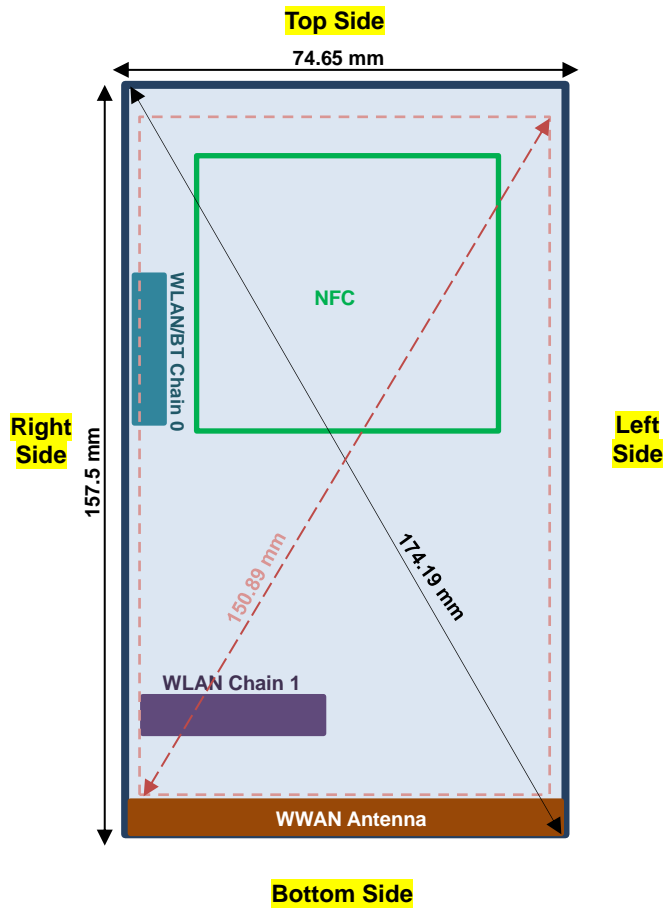 Top Side
74.65 mm
NFC
WLAN/BT Chain 0
Right
Side
Left
Side
157.5 mm
150.89 mm
174.19 mm
WLAN Chain 1
WWAN Antenna
Bottom Side